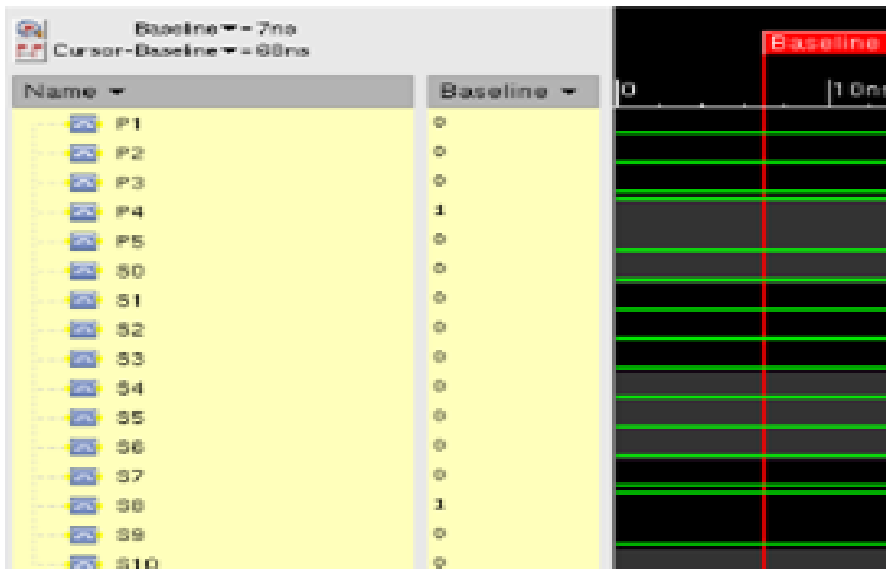 Baseline ▼ = 7ns
Cursor-Baseline ▼ = 68ns
Baseline
Name ▼ Baseline ▼ 0 10ns
P1 0
P2 0
P3 0
P4 1
P5 0
S0 0
S1 0
S2 0
S3 0
S4 0
S5 0
S6 0
S7 0
S8 1
S9 0
S10 0